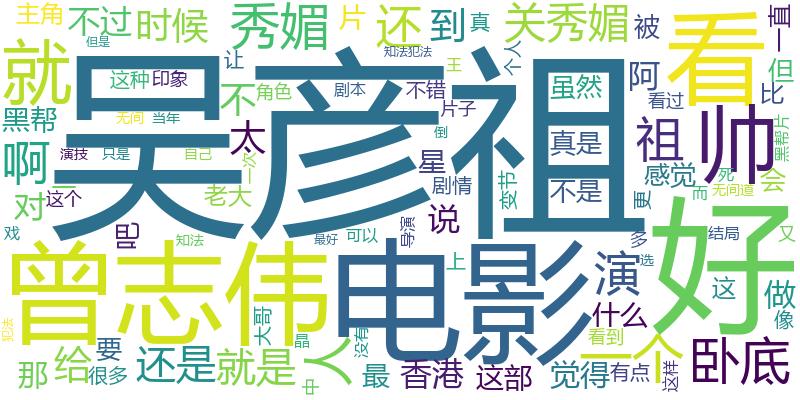 主角
不过
时候
秀媚
片
还
到
真
关秀媚
被
看
一直
但是
知法犯法
王
个人
就
这种
印象
让
不
角色
剧本
不错
片子
虽然
阿
但
看过
比
黑帮
无间
当年
吴彦祖
太
真是
祖
帅
黑帮片
啊
演技
只是
自己
一次
星
倒
剧情
变节
不是
感觉
死
会
对
这个
老大
说
更
而
无间道
戏
吧
知法
最好
可以
导演
多
结局
又
曾志伟
电影
上
演
选
好
这
做
大哥
晶
没有
什么
看到
像
犯法
那
给
要
很多
还是
就是
中
人
最
香港
这部
觉得
一个
有点
这样
卧底